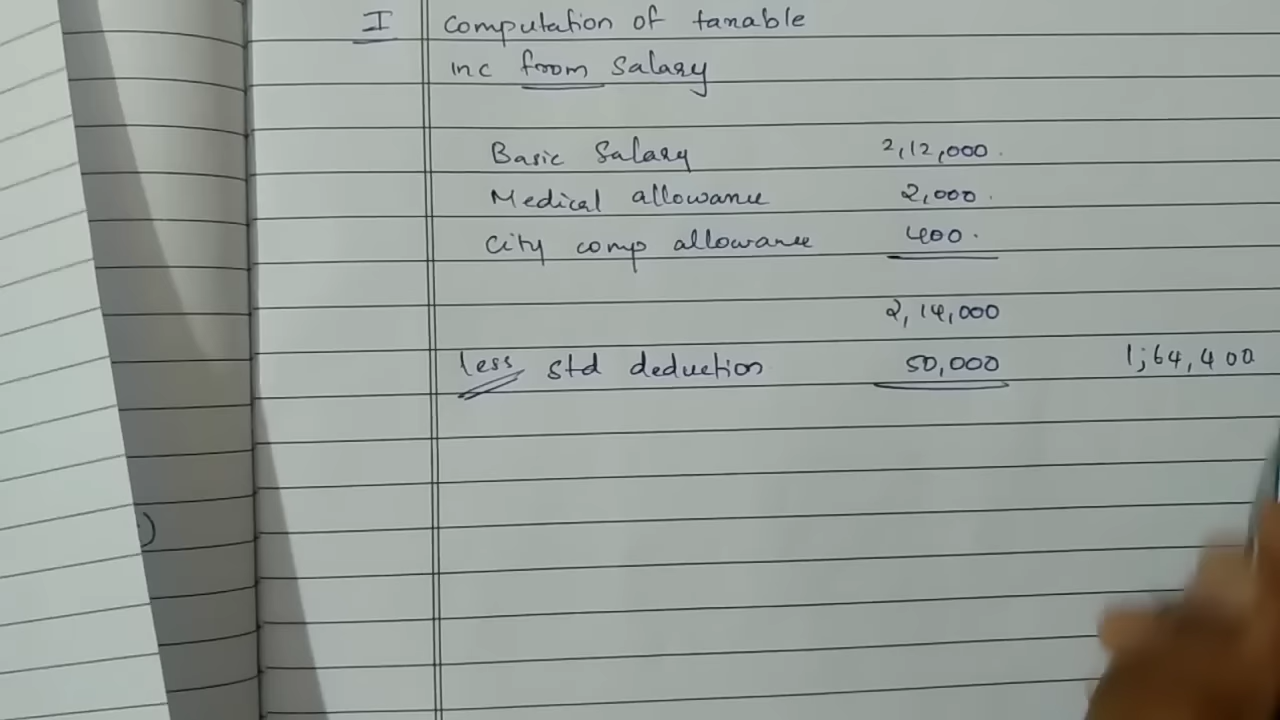 I computation of taxable
inc from salary
Basic Salary 2,12,000.
Medical allowance 2,000.
City comp allowance 400.
2,14,000
less std deduction 50,000 1,64,400
)